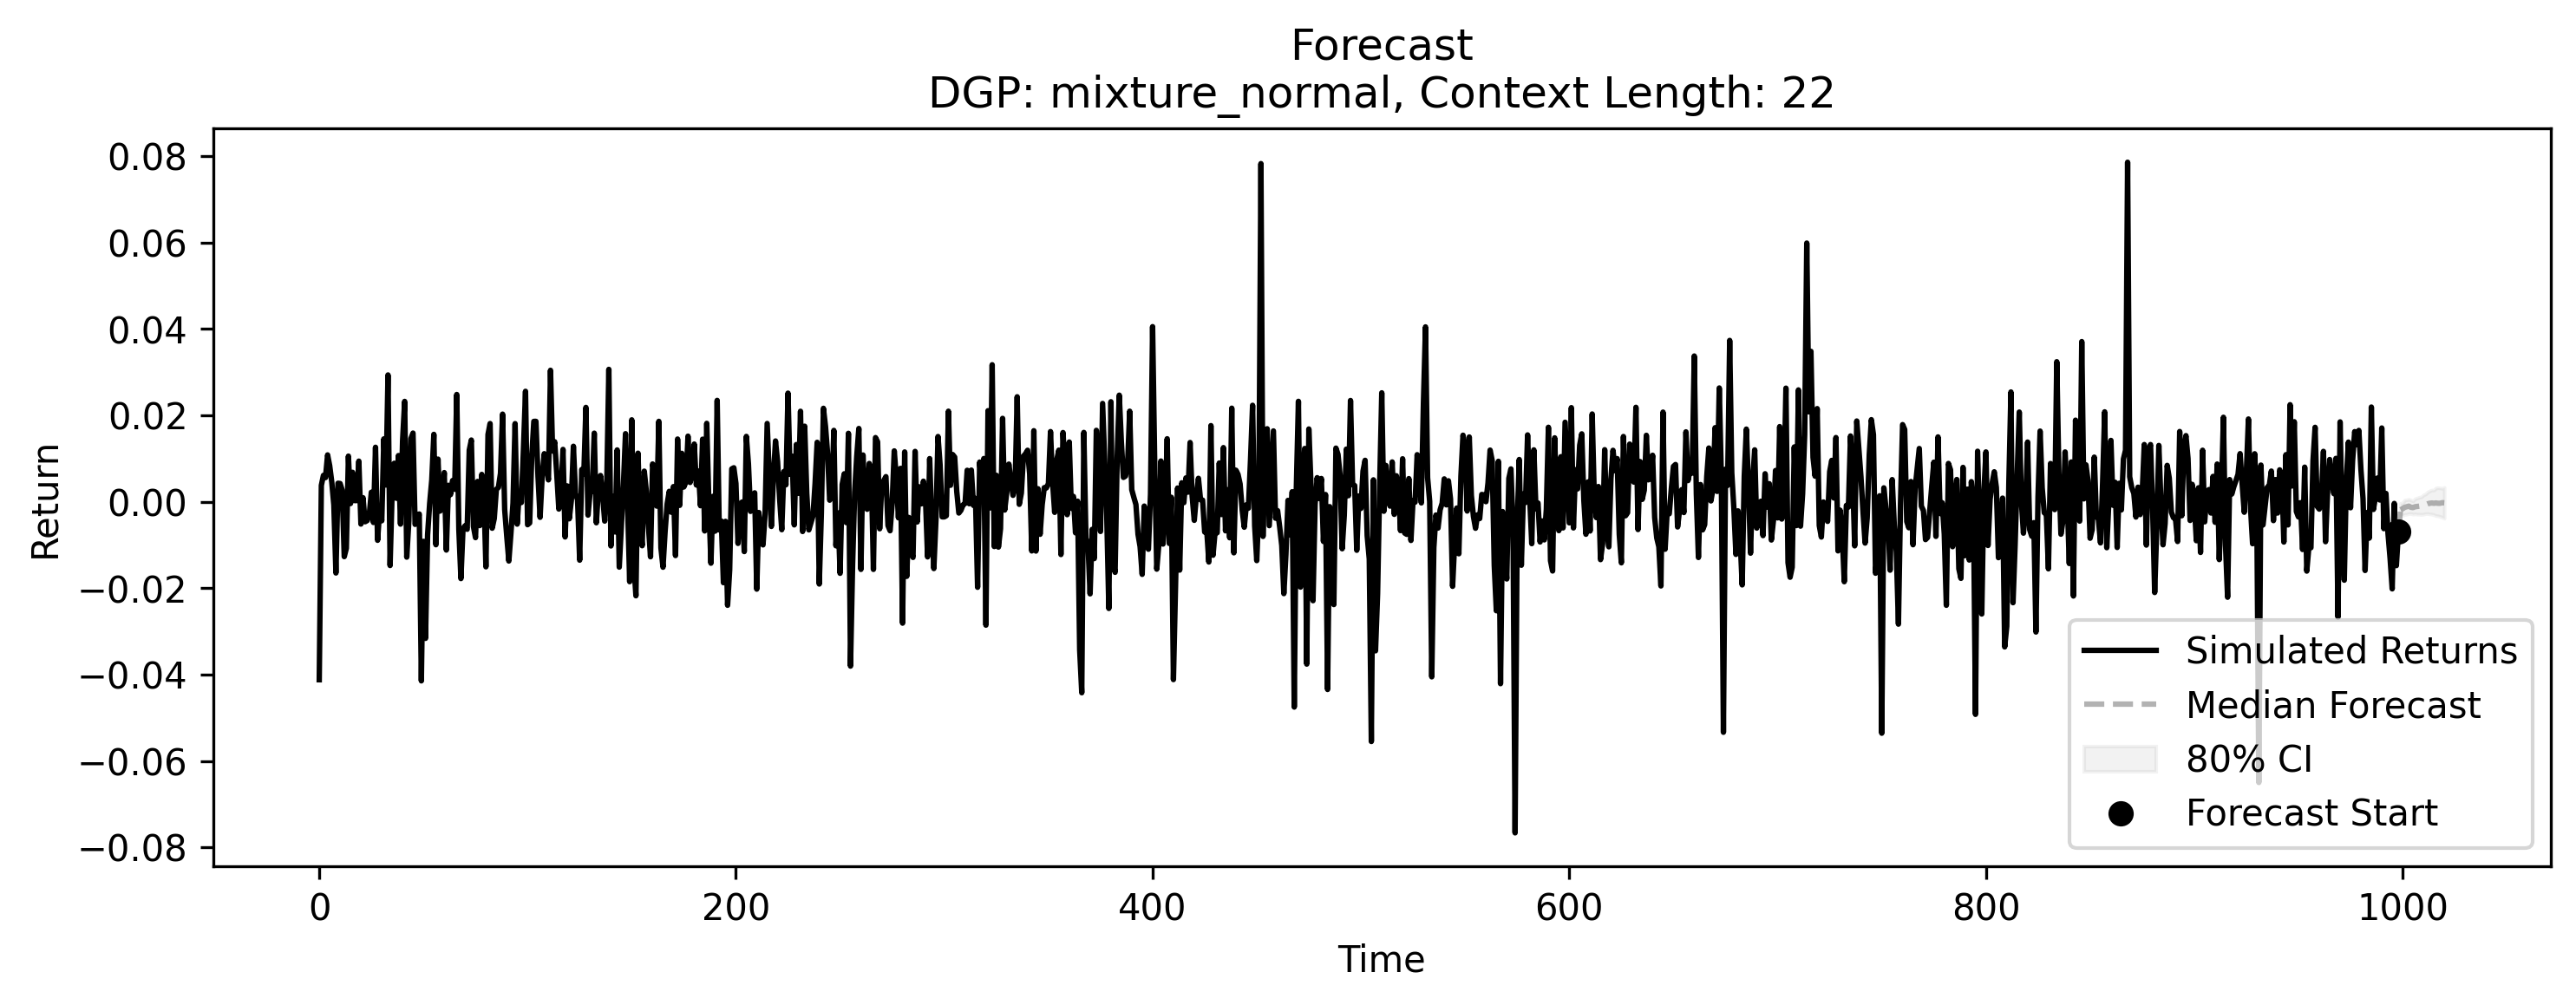 Forecast
DGP: mixture_normal, Context Length: 22
0.08
0.06
0.04
0.02
0.00
−0.02
−0.04
−0.06
−0.08
Return
Simulated Returns
Median Forecast
80% CI
Forecast Start
0
200
400
600
800
1000
Time